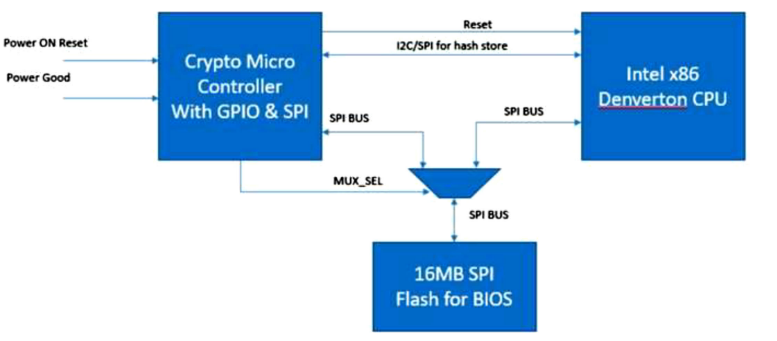 Power ON Reset
Power Good
Crypto Micro
Controller
With GPIO & SPI
Reset
I2C/SPI for hash store
Intel x86
Denverton CPU
SPI BUS
SPI BUS
MUX_SEL
SPI BUS
16MB SPI
Flash for BIOS